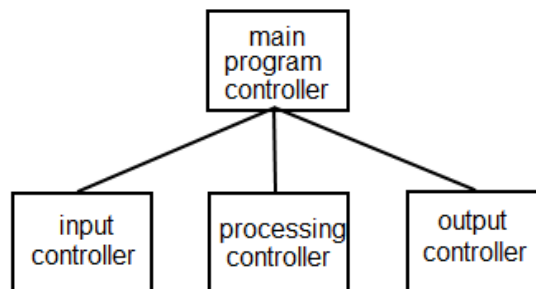 main
program
controller
input
controller
processing
controller
output
controller